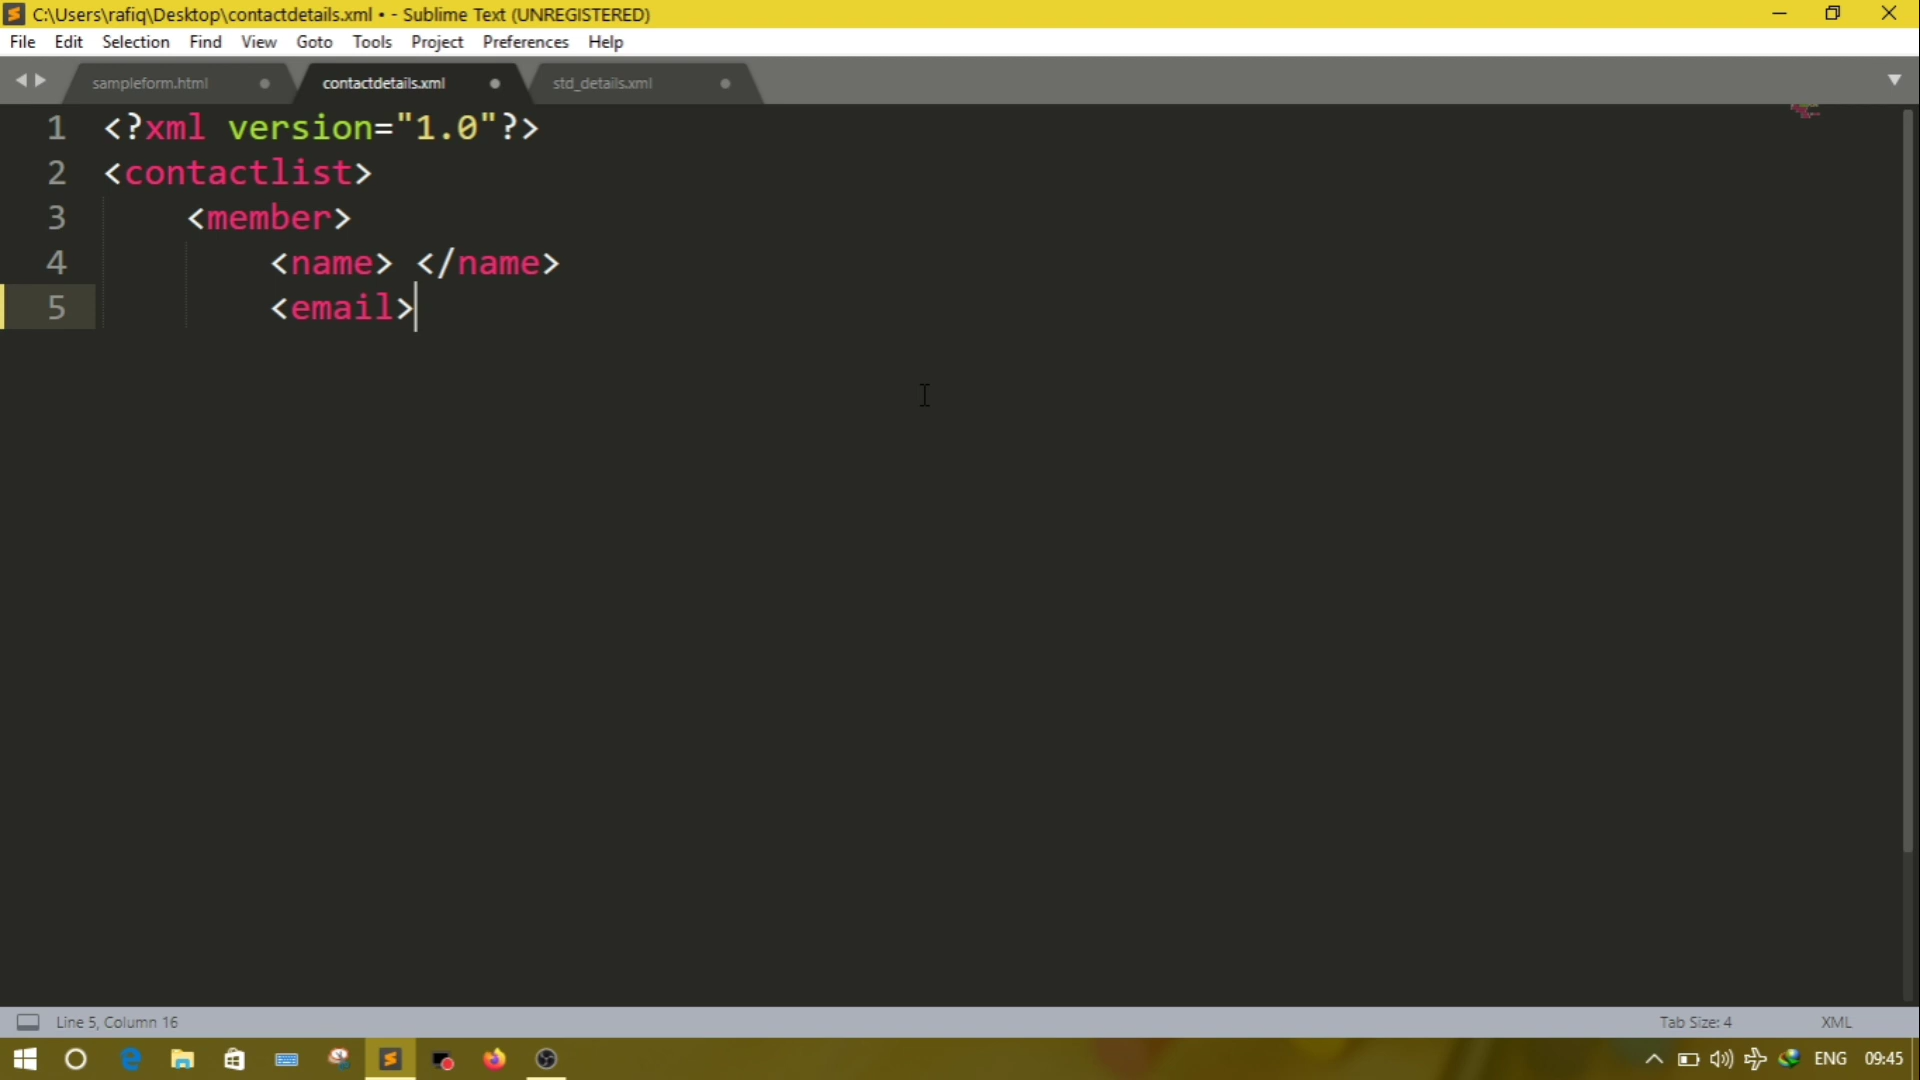 C:\Users\rafiq\Desktop\contactdetails.xml • - Sublime Text (UNREGISTERED)
File Edit Selection Find View Goto Tools Project Preferences Help
sampleform.html contactdetails.xml std_details.xml
1 <?xml version="1.0"?>
2 <contactlist>
3 <member>
4 <name> </name>
5 <email>
Line 5, Column 16 Tab Size: 4 XML
ENG 09:45